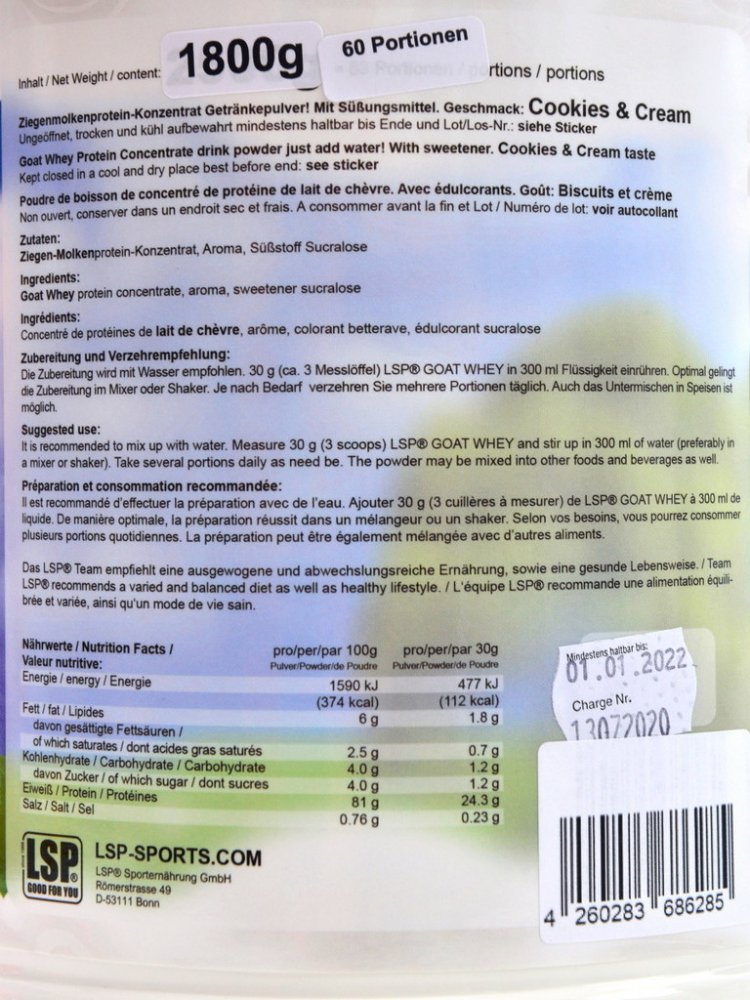 Inhalt / Net Weight / content: 1800g 60 Portionen rtions / portions
Ziegenmolkenprotein-Konzentrat Getränkepulver! Mit Süßungsmittel. Geschmack: Cookies & Cream
Ungeöffnet, trocken und kühl aufbewahrt mindestens haltbar bis Ende und Lot/Los-Nr.: siehe Sticker
Goat Whey Protein Concentrate drink powder just add water! With sweetener. Cookies & Cream taste
Kept closed in a cool and dry place best before end: see sticker
Poudre de boisson de concentré de protéine de lait de chèvre. Avec édulcorants. Goût: Biscuits et crème
Non ouvert, conserver dans un endroit sec et frais. A consommer avant la fin et Lot / Numéro de lot: voir autocollant
Zutaten:
Ziegen-Molkenprotein-Konzentrat, Aroma, Süßstoff Sucralose
Ingredients:
Goat Whey protein concentrate, aroma, sweetener sucralose
Ingrédients:
Concentré de protéines de lait de chèvre, arôme, colorant betterave, édulcorant sucralose
Zubereitung und Verzehrempfehlung:
Die Zubereitung wird mit Wasser empfohlen. 30 g (ca. 3 Messlöffel) LSP® GOAT WHEY in 300 ml Flüssigkeit einrühren. Optimal gelingt
die Zubereitung im Mixer oder Shaker. Je nach Bedarf verzehren Sie mehrere Portionen täglich. Auch das Untermischen in Speisen ist
möglich.
Suggested use:
It is recommended to mix up with water. Measure 30 g (3 scoops) LSP® GOAT WHEY and stir up in 300 ml of water (preferably in
a mixer or shaker). Take several portions daily as need be. The powder may be mixed into other foods and beverages as well.
Préparation et consommation recommandée:
Il est recommandé d'effectuer la préparation avec de l'eau. Ajouter 30 g (3 cuillères à mesurer) de LSP® GOAT WHEY à 300 ml de
liquide. De manière optimale, la préparation réussit dans un mélangeur ou un shaker. Selon vos besoins, vous pourrez consommer
plusieurs portions quotidiennes. La préparation peut être également mélangée avec d'autres aliments.
Das LSP® Team empfiehlt eine ausgewogene und abwechslungsreiche Ernährung, sowie eine gesunde Lebensweise. / Team
LSP® recommends a varied and balanced diet as well as healthy lifestyle. / L'équipe LSP® recommande une alimentation équili-
brée et variée, ainsi qu'un mode de vie sain.
Nährwerte / Nutrition Facts / pro/per/par 100g pro/per/par 30g
Valeur nutritive: Pulver/Powder/de Poudre Pulver/Powder/de Poudre
Energie / energy / Energie 1590 kJ 477 kJ
(374 kcal) (112 kcal)
Fett / fat / Lipides 6 g 1.8 g
davon gesättigte Fettsäuren /
of which saturates / dont acides gras saturés 2.5 g 0.7 g
Kohlenhydrate / Carbohydrate / Carbohydrate 4.0 g 1.2 g
davon Zucker / of which sugar / dont sucres 4.0 g 1.2 g
Eiweiß / Protein / Protéines 81 g 24.3 g
Salz / Salt / Sel 0.76 g 0.23 g
Mindestens haltbar bis:
01.01.2022
Charge Nr.
13072020
LSP®
GOOD FOR YOU
LSP-SPORTS.COM
LSP® Sporternährung GmbH
Römerstrasse 49
D-53111 Bonn
4 260283 686285